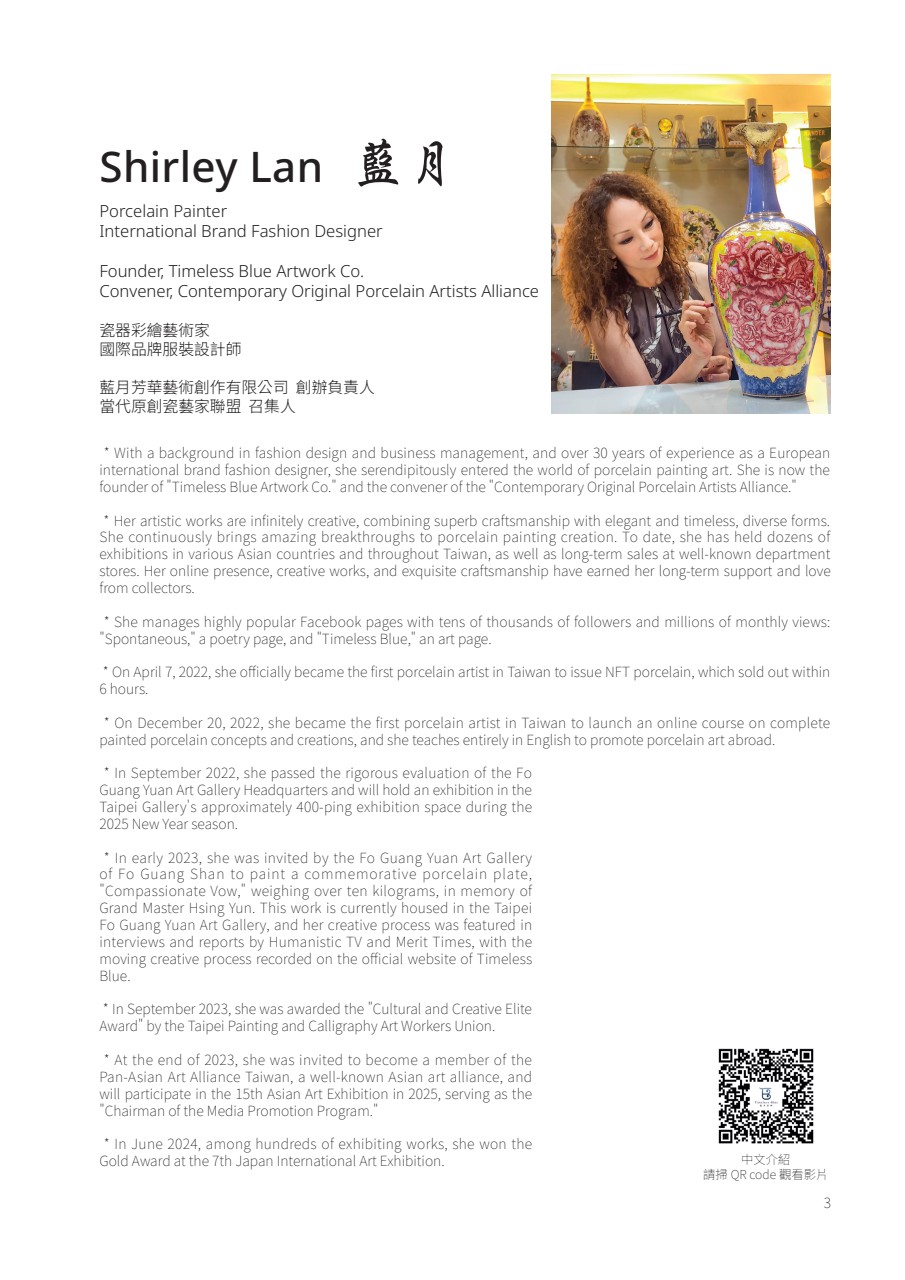 Shirley Lan 藍月
Porcelain Painter
International Brand Fashion Designer
Founder, Timeless Blue Artwork Co.
Convener, Contemporary Original Porcelain Artists Alliance
瓷器彩繪藝術家
國際品牌服裝設計師
藍月芳華藝術創作有限公司 創辦負責人
當代原創瓷藝家聯盟 召集人
* With a background in fashion design and business management, and over 30 years of experience as a European
international brand fashion designer, she serendipitously entered the world of porcelain painting art. She is now the
founder of "Timeless Blue Artwork Co." and the convener of the "Contemporary Original Porcelain Artists Alliance."
* Her artistic works are infinitely creative, combining superb craftsmanship with elegant and timeless, diverse forms.
She continuously brings amazing breakthroughs to porcelain painting creation. To date, she has held dozens of
exhibitions in various Asian countries and throughout Taiwan, as well as long-term sales at well-known department
stores. Her online presence, creative works, and exquisite craftsmanship have earned her long-term support and love
from collectors.
* She manages highly popular Facebook pages with tens of thousands of followers and millions of monthly views:
"Spontaneous," a poetry page, and "Timeless Blue," an art page.
* On April 7, 2022, she officially became the first porcelain artist in Taiwan to issue NFT porcelain, which sold out within
6 hours.
* On December 20, 2022, she became the first porcelain artist in Taiwan to launch an online course on complete
painted porcelain concepts and creations, and she teaches entirely in English to promote porcelain art abroad.
* In September 2022, she passed the rigorous evaluation of the Fo
Guang Yuan Art Gallery Headquarters and will hold an exhibition in the
Taipei Gallery's approximately 400-ping exhibition space during the
2025 New Year season.
* In early 2023, she was invited by the Fo Guang Yuan Art Gallery
of Fo Guang Shan to paint a commemorative porcelain plate,
"Compassionate Vow," weighing over ten kilograms, in memory of
Grand Master Hsing Yun. This work is currently housed in the Taipei
Fo Guang Yuan Art Gallery, and her creative process was featured in
interviews and reports by Humanistic TV and Merit Times, with the
moving creative process recorded on the official website of Timeless
Blue.
* In September 2023, she was awarded the "Cultural and Creative Elite
Award" by the Taipei Painting and Calligraphy Art Workers Union.
* At the end of 2023, she was invited to become a member of the
Pan-Asian Art Alliance Taiwan, a well-known Asian art alliance, and
will participate in the 15th Asian Art Exhibition in 2025, serving as the
"Chairman of the Media Promotion Program."
* In June 2024, among hundreds of exhibiting works, she won the
Gold Award at the 7th Japan International Art Exhibition.
中文介紹
請掃 QR code 觀看影片
3